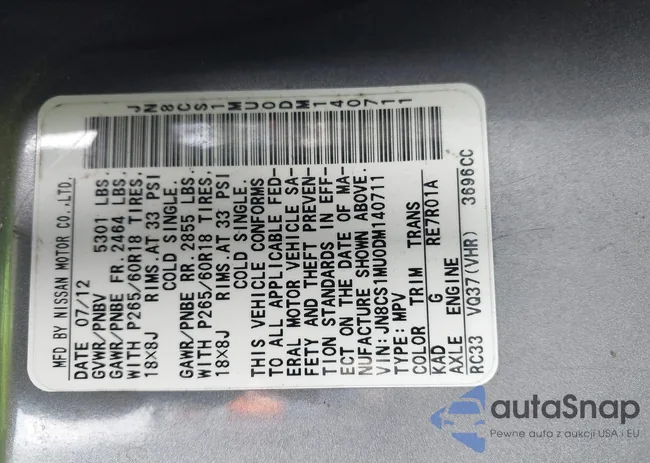 JN8CS1MU0DM140711
MFD BY NISSAN MOTOR CO.,LTD.
DATE 07/12
GVWR/PNBV 5301 LBS.
GAWR/PNBE FR. 2464 LBS.
WITH P265/60R18 TIRES,
18X8J RIMS.AT 33 PSI
COLD SINGLE.
GAWR/PNBE RR. 2855 LBS.
WITH P265/60R18 TIRES,
18X8J RIMS.AT 33 PSI
COLD SINGLE.
THIS VEHICLE CONFORMS
TO ALL APPLICABLE FED-
ERAL MOTOR VEHICLE SA-
FETY AND THEFT PREVEN-
TION STANDARDS IN EFF-
ECT ON THE DATE OF MA-
NUFACTURE SHOWN ABOVE.
VIN:JN8CS1MU0DM140711
TYPE:MPV
COLOR TRIM TRANS
KAD G RE7R01A
AXLE ENGINE
RC33 VQ37(VHR) 3696CC
autaSnap
Pewne auta z aukcji USA i EU